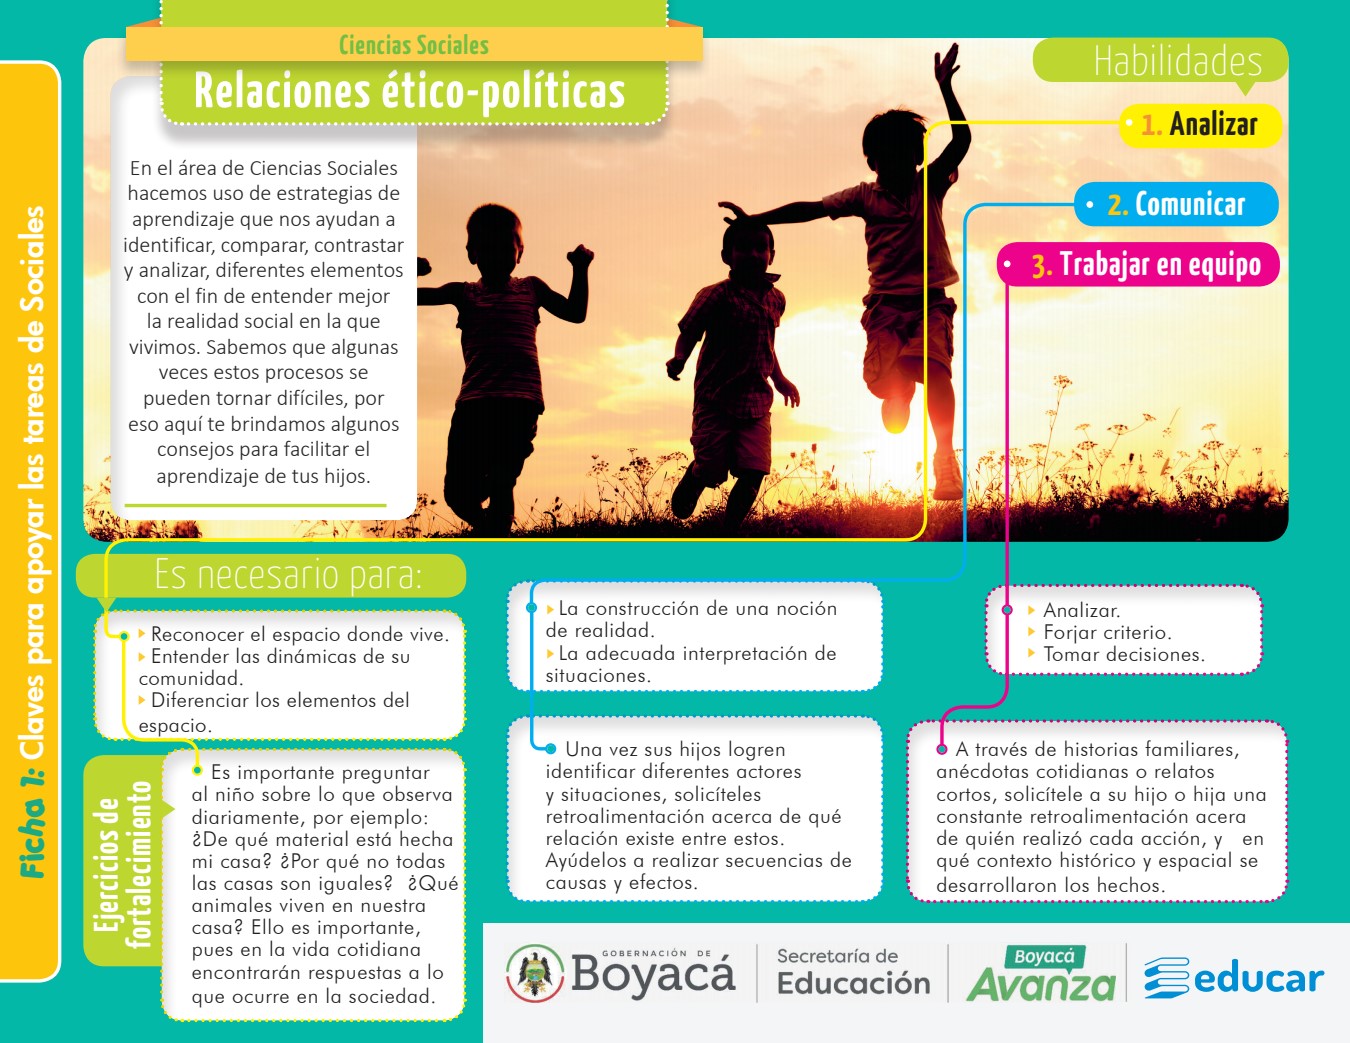 Ciencias Sociales
Relaciones ético-políticas
En el área de Ciencias Sociales
hacemos uso de estrategias de
aprendizaje que nos ayudan a
identificar, comparar, contrastar
y analizar, diferentes elementos
con el fin de entender mejor
la realidad social en la que
vivimos. Sabemos que algunas
veces estos procesos se
pueden tornar difíciles, por
eso aquí te brindamos algunos
consejos para facilitar el
aprendizaje de tus hijos.
Habilidades
1. Analizar
2. Comunicar
3. Trabajar en equipo
Ficha 1: Claves para apoyar las tareas de Sociales
Es necesario para:
Reconocer el espacio donde vive.
Entender las dinámicas de su
comunidad.
Diferenciar los elementos del
espacio.
La construcción de una noción
de realidad.
La adecuada interpretación de
situaciones.
Analizar.
Forjar criterio.
Tomar decisiones.
Ejercicios de
fortalecimiento
Es importante preguntar
al niño sobre lo que observa
diariamente, por ejemplo:
¿De qué material está hecha
mi casa? ¿Por qué no todas
las casas son iguales? ¿Qué
animales viven en nuestra
casa? Ello es importante,
pues en la vida cotidiana
encontrarán respuestas a lo
que ocurre en la sociedad.
Una vez sus hijos logren
identificar diferentes actores
y situaciones, solicíteles
retroalimentación acerca de qué
relación existe entre estos.
Ayúdelos a realizar secuencias de
causas y efectos.
A través de historias familiares,
anécdotas cotidianas o relatos
cortos, solicítele a su hijo o hija una
constante retroalimentación acera
de quién realizó cada acción, y en
qué contexto histórico y espacial se
desarrollaron los hechos.
GOBERNACIÓN DE
Boyacá
Secretaría de
Educación
Boyacá
Avanza
educar